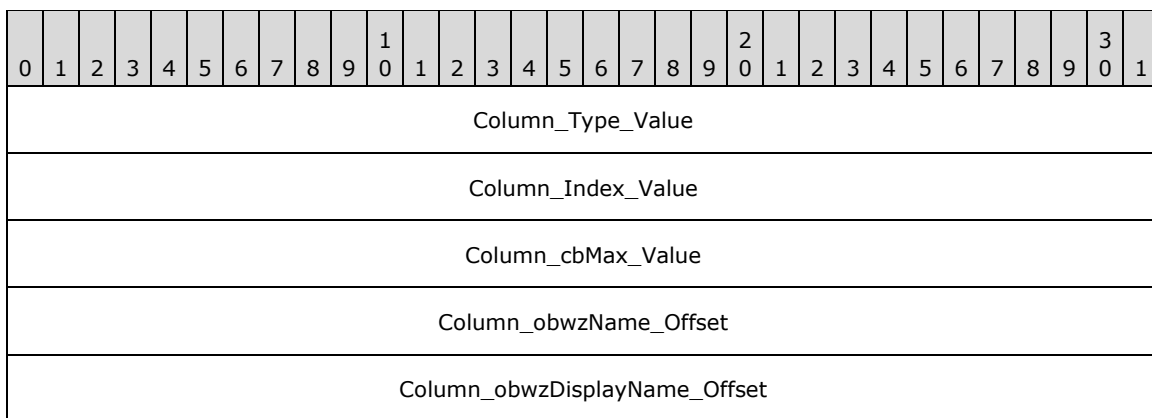 1 2 3
0 1 2 3 4 5 6 7 8 9 0 1 2 3 4 5 6 7 8 9 0 1 2 3 4 5 6 7 8 9 0 1
Column_Type_Value
Column_Index_Value
Column_cbMax_Value
Column_obwzName_Offset
Column_obwzDisplayName_Offset